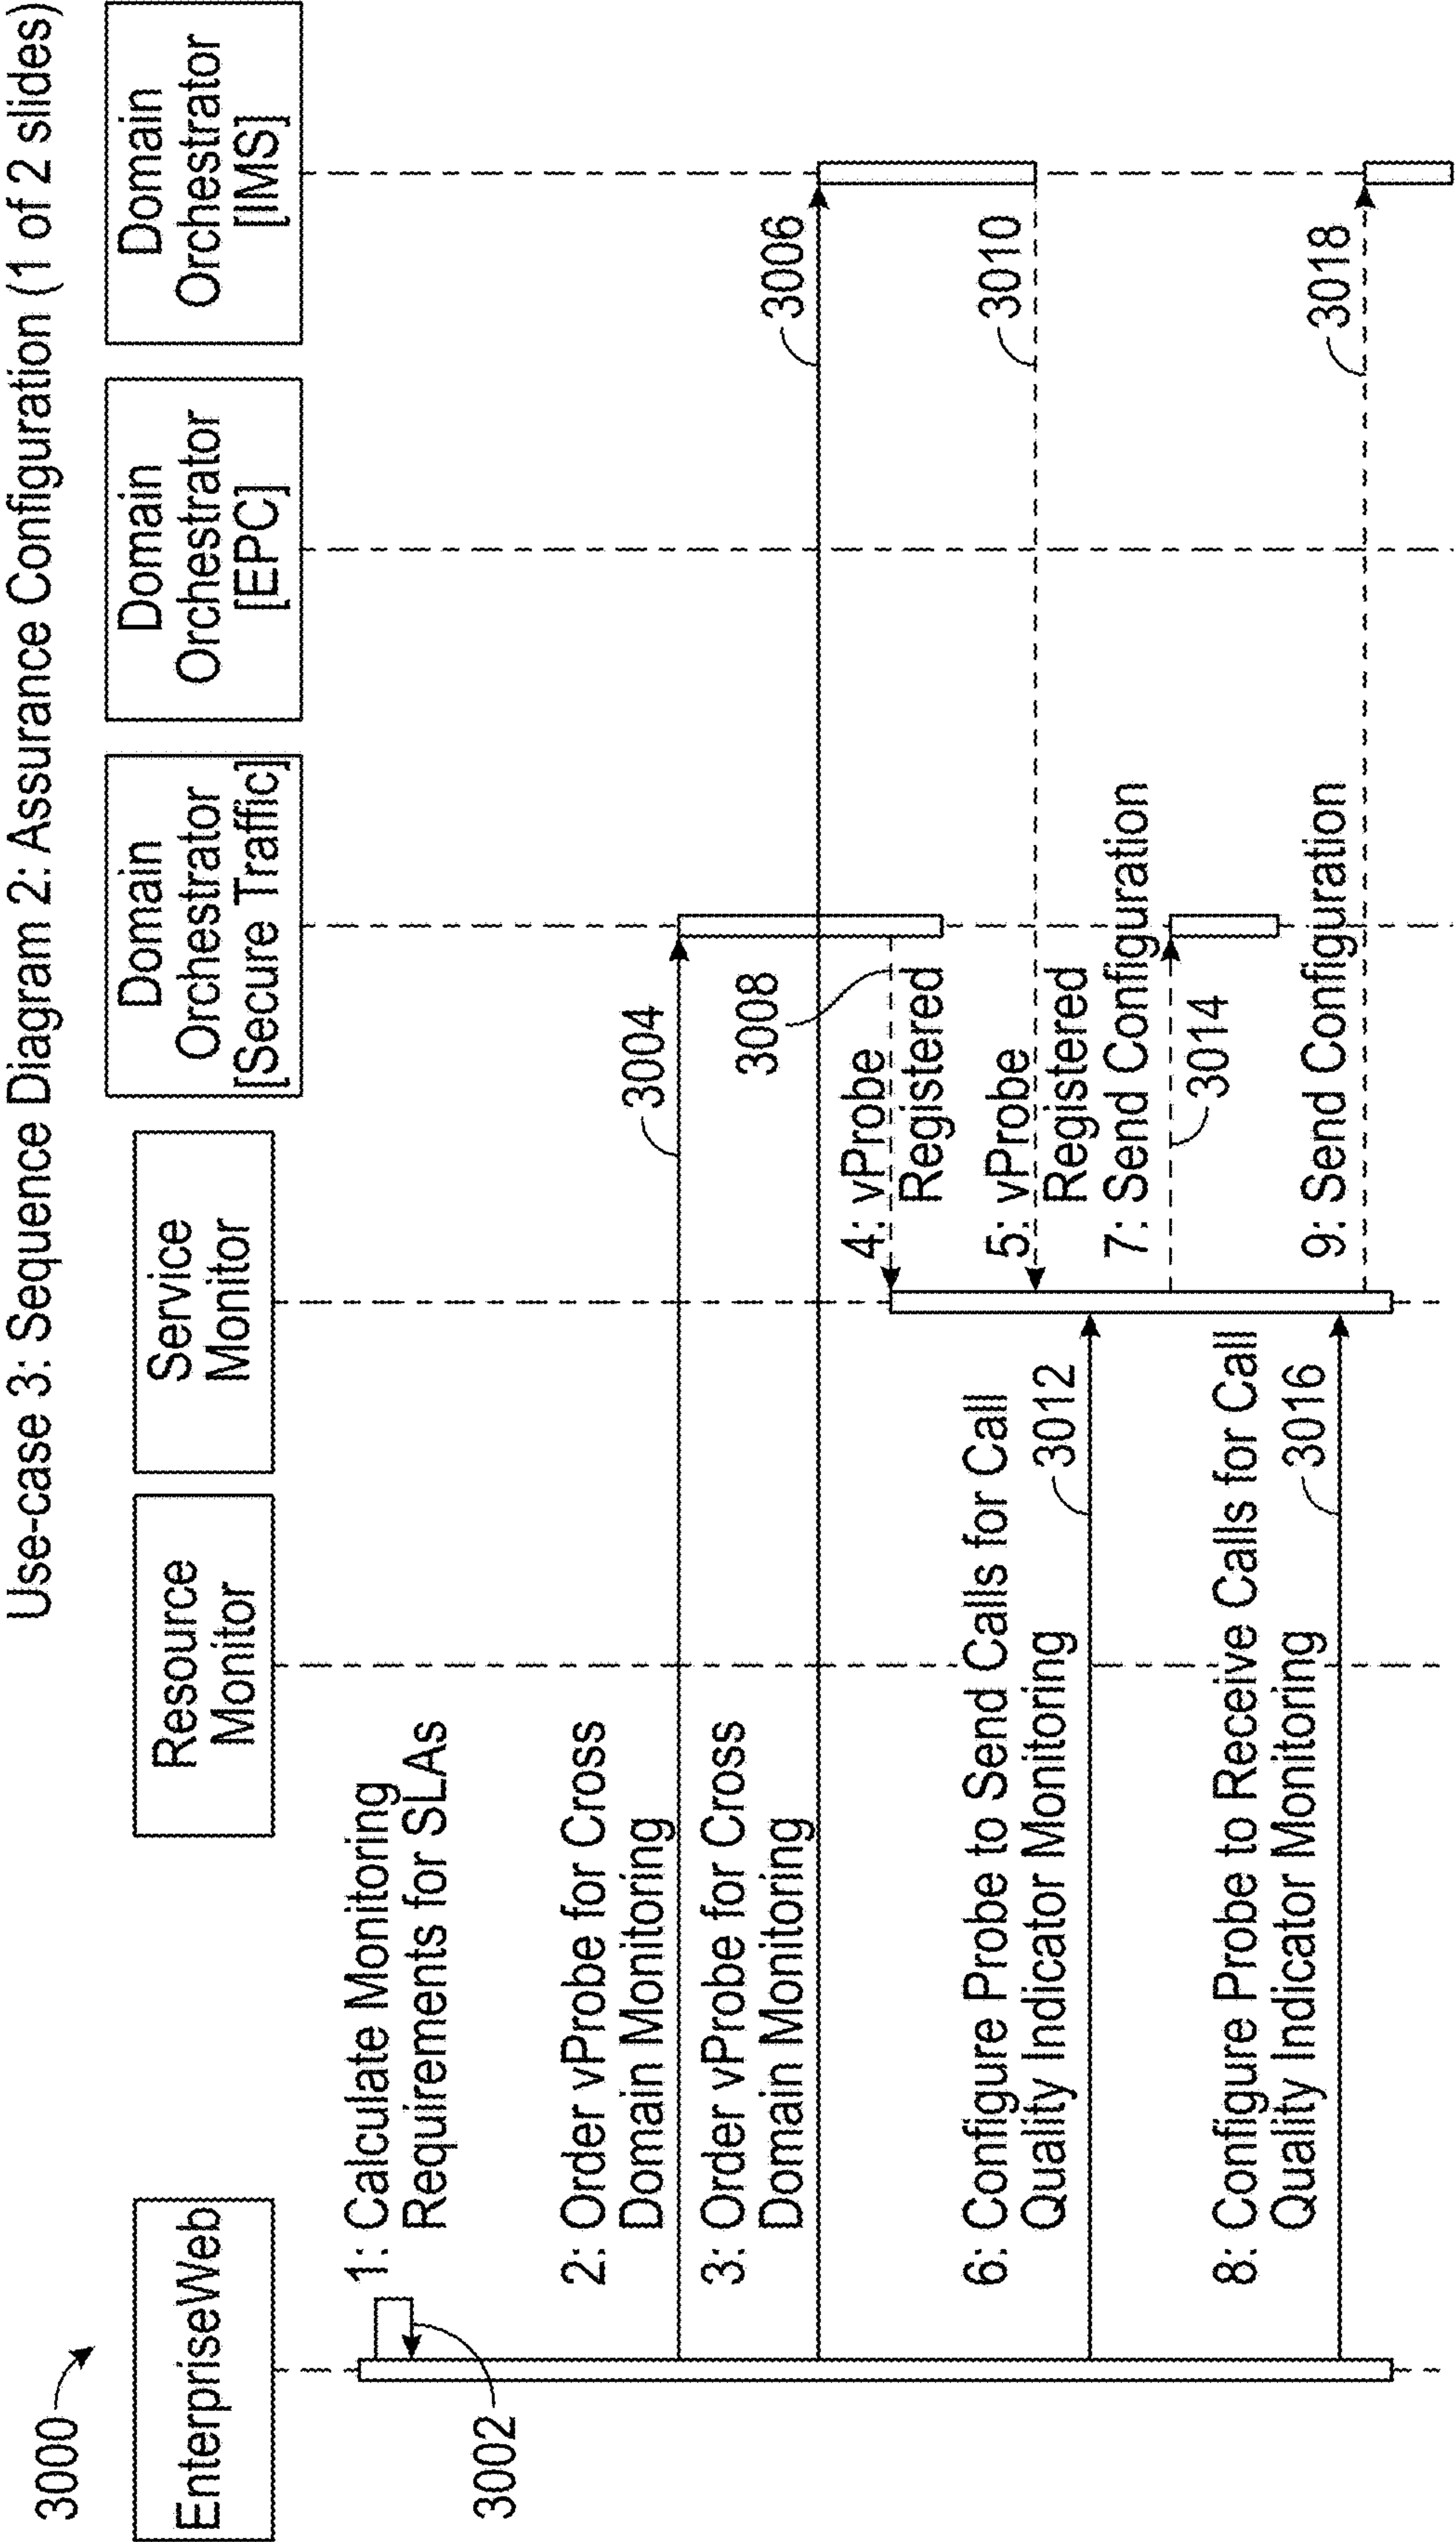 Use-case 3: Sequence Diagram 2: Assurance Configuration (1 of 2 slides)
3000
EnterpriseWeb
Resource
Monitor
Service
Monitor
Domain
Orchestrator
[Secure Traffic]
Domain
Orchestrator
[EPC]
Domain
Orchestrator
[IMS]
1: Calculate Monitoring
Requirements for SLAs
3002
2: Order vProbe for Cross
Domain Monitoring
3004
3: Order vProbe for Cross
Domain Monitoring
3006
4: vProbe
Registered
3008
5: vProbe
Registered
3010
6: Configure Probe to Send Calls for Call
Quality Indicator Monitoring
3012
7: Send Configuration
3014
8: Configure Probe to Receive Calls for Call
Quality Indicator Monitoring
3016
9: Send Configuration
3018